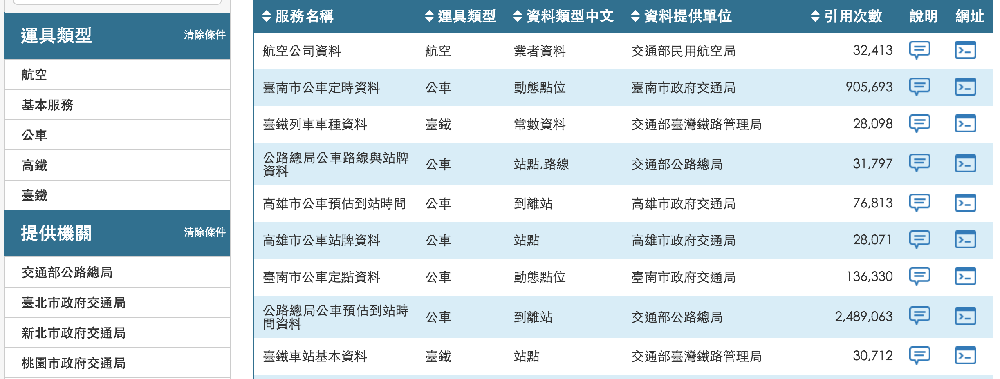 運具類型 清除條件
航空
基本服務
公車
高鐵
臺鐵
提供機關 清除條件
交通部公路總局
臺北市政府交通局
新北市政府交通局
桃園市政府交通局
服務名稱 運具類型 資料類型中文 資料提供單位 引用次數 說明 網址
航空公司資料 航空 業者資料 交通部民用航空局 32,413
臺南市公車定時資料 公車 動態點位 臺南市政府交通局 905,693
臺鐵列車車種資料 臺鐵 常數資料 交通部臺灣鐵路管理局 28,098
公路總局公車路線與站牌
資料 公車 站點,路線 交通部公路總局 31,797
高雄市公車預估到站時間 公車 到離站 高雄市政府交通局 76,813
高雄市公車站牌資料 公車 站點 高雄市政府交通局 28,071
臺南市公車定點資料 公車 動態點位 臺南市政府交通局 136,330
公路總局公車預估到站時
間資料 公車 到離站 交通部公路總局 2,489,063
臺鐵車站基本資料 臺鐵 站點 交通部臺灣鐵路管理局 30,712